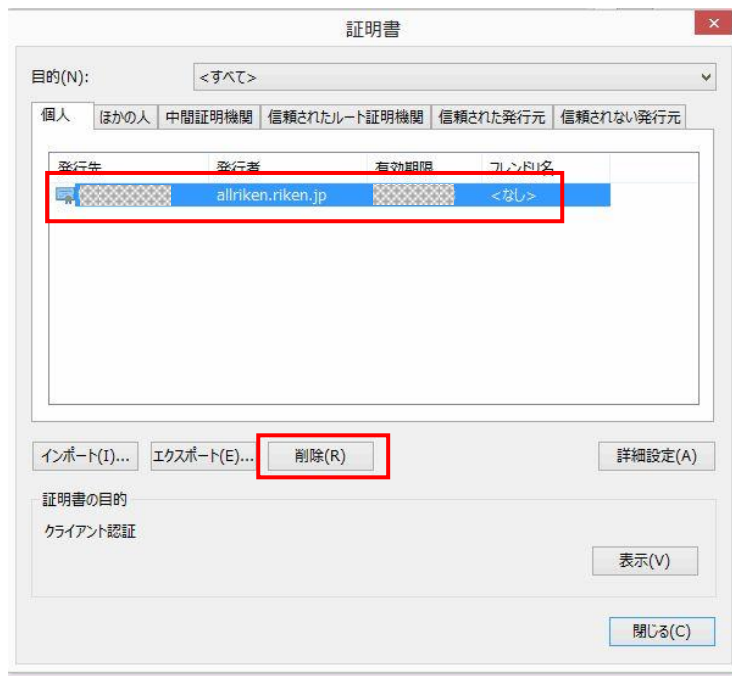 証明書
目的(N): <すべて>
個人 ほかの人 中間証明機関 信頼されたルート証明機関 信頼された発行元 信頼されない発行元
発行先 発行者 有効期限 フレンドリ名
allriken.riken.jp <なし>
インポート(I)... エクスポート(E)... 削除(R) 詳細設定(A)
証明書の目的
クライアント認証
表示(V)
閉じる(C)